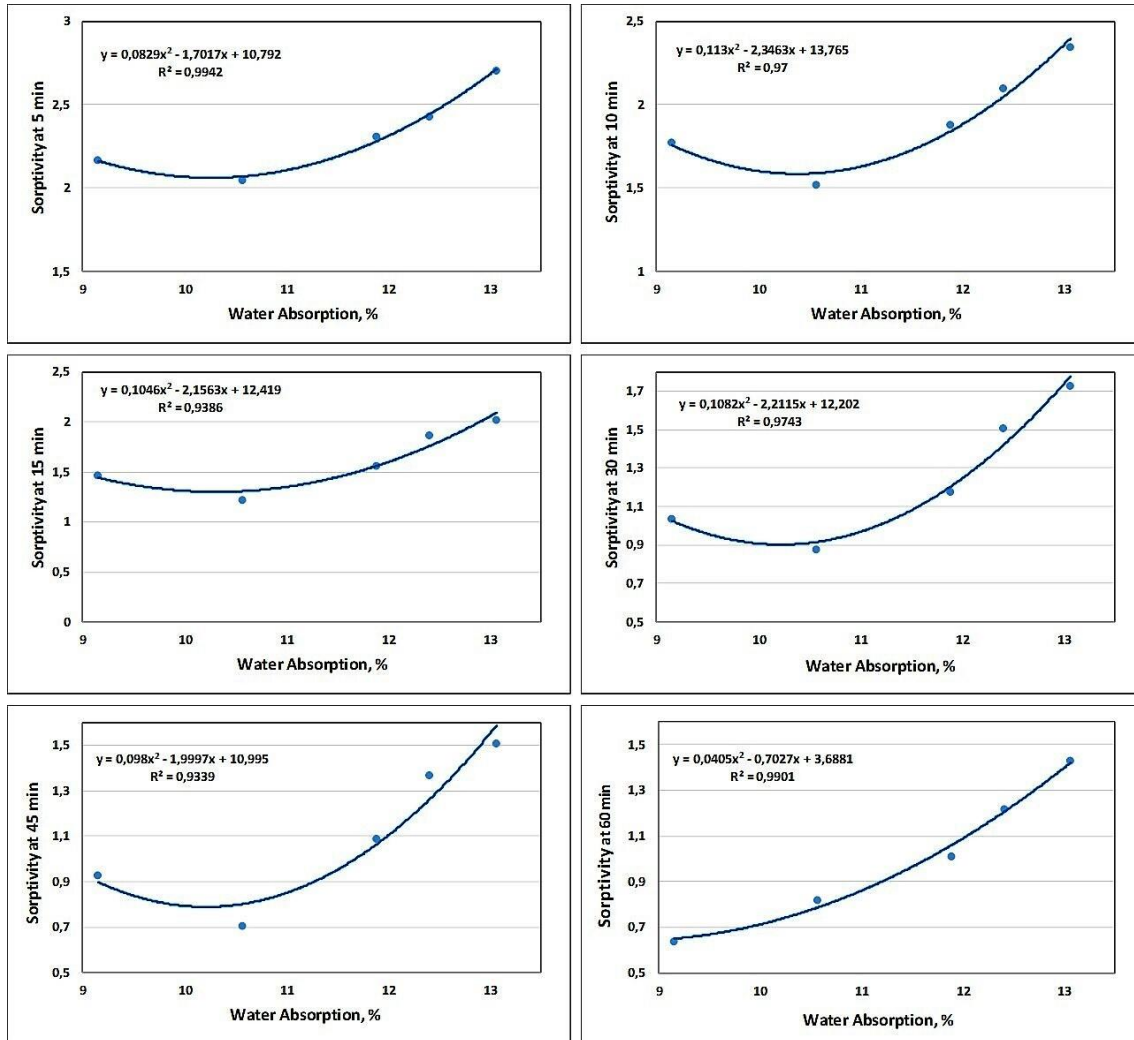 y = 0,0829x² - 1,7017x + 10,792
R² = 0,9942
Sorptivity at 5 min
3
2,5
2
1,5
9 10 11 12 13
Water Absorption, %
y = 0,113x² - 2,3463x + 13,765
R² = 0,97
Sorptivity at 10 min
2,5
2
1,5
1
9 10 11 12 13
Water Absorption, %
y = 0,1046x² - 2,1563x + 12,419
R² = 0,9386
Sorptivity at 15 min
2,5
2
1,5
1
0,5
0
9 10 11 12 13
Water Absorption, %
y = 0,1082x² - 2,2115x + 12,202
R² = 0,9743
Sorptivity at 30 min
1,7
1,5
1,3
1,1
0,9
0,7
0,5
9 10 11 12 13
Water Absorption, %
y = 0,098x² - 1,9997x + 10,995
R² = 0,9339
Sorptivity at 45 min
1,5
1,3
1,1
0,9
0,7
0,5
9 10 11 12 13
Water Absorption, %
y = 0,0405x² - 0,7027x + 3,6881
R² = 0,9901
Sorptivity at 60 min
1,5
1,3
1,1
0,9
0,7
0,5
9 10 11 12 13
Water Absorption, %